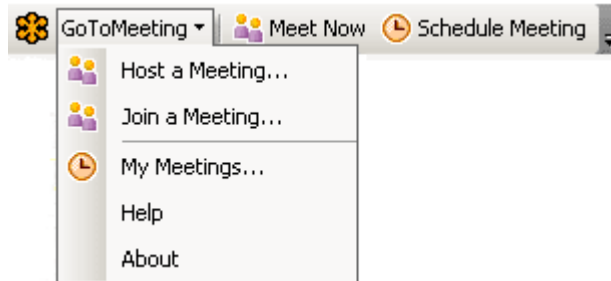 GoToMeeting Meet Now Schedule Meeting
Host a Meeting...
Join a Meeting...
My Meetings...
Help
About